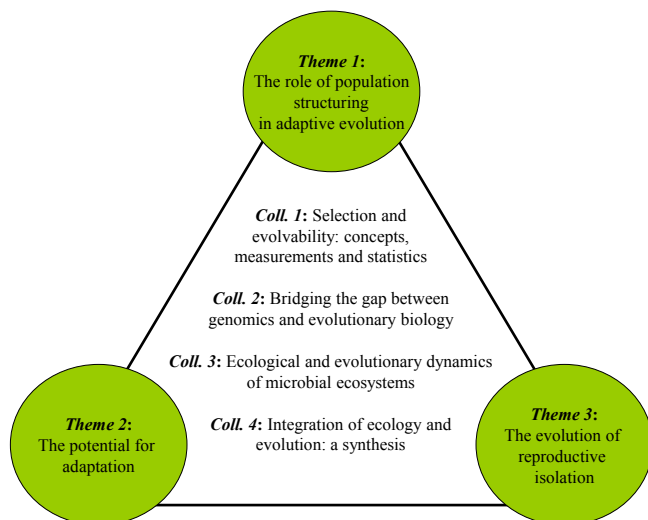 Theme 1:
The role of population
structuring
in adaptive evolution
Coll. 1: Selection and
evolvability: concepts,
measurements and statistics
Coll. 2: Bridging the gap between
genomics and evolutionary biology
Coll. 3: Ecological and evolutionary dynamics
of microbial ecosystems
Coll. 4: Integration of ecology and
evolution: a synthesis
Theme 2:
The potential for
adaptation
Theme 3:
The evolution of
reproductive
isolation